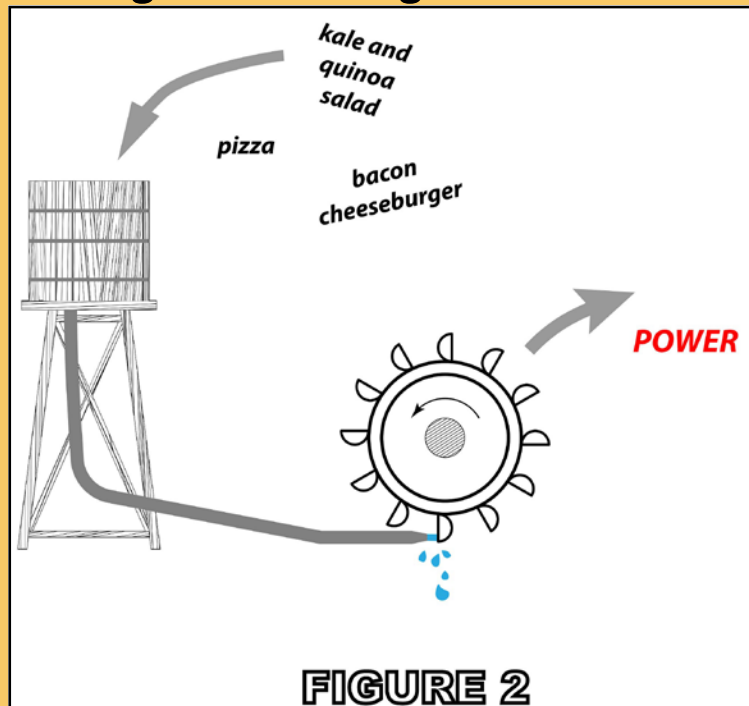 kale and
quinoa
salad
pizza
bacon
cheeseburger
POWER
FIGURE 2